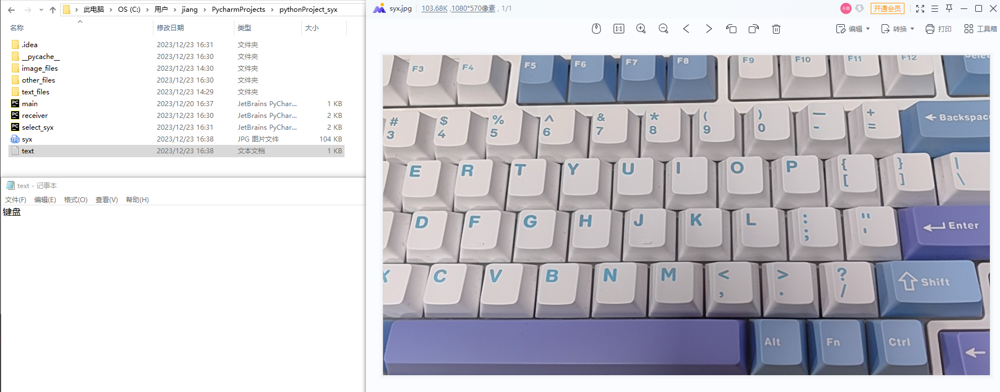 此电脑 › OS (C:) › 用户 › jiang › PycharmProjects › pythonProject_syx
名称 修改日期 类型 大小
.idea 2023/12/23 16:31 文件夹
__pycache__ 2023/12/23 16:30 文件夹
image_files 2023/12/23 14:30 文件夹
other_files 2023/12/23 16:30 文件夹
text_files 2023/12/23 14:29 文件夹
main 2023/12/20 16:37 JetBrains PyChar... 1 KB
receiver 2023/12/23 16:30 JetBrains PyChar... 2 KB
select_syx 2023/12/23 16:31 JetBrains PyChar... 2 KB
syx 2023/12/23 16:38 JPG 图片文件 104 KB
text 2023/12/23 16:38 文本文档 1 KB
text - 记事本
文件(F) 编辑(E) 格式(O) 查看(V) 帮助(H)
键盘
syx.jpg 103.68K ,1080*570像素 , 1/1 开通会员
1:1 编辑 转换 打印 工具箱
F3 F4 F5 F6 F7 F8 F9 F10 F11 F12
# $ % ^ & * ( ) — +
3 4 5 6 7 8 9 0 - = ← Backspac
E R T Y U I O P { } |
[ ] \
D F G H J K L : "
; ' Enter
X C V B N M < > ?
, . / Shift
Alt Fn Ctrl ←